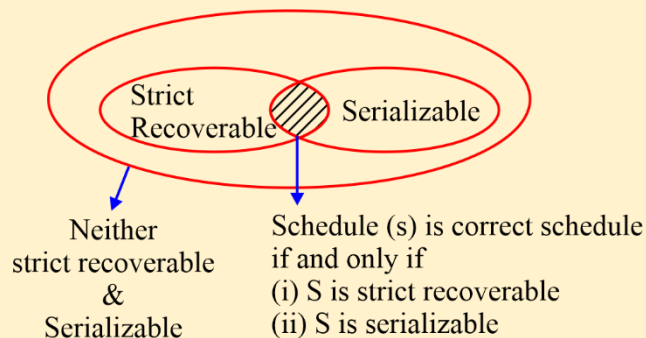 Strict
Recoverable
Serializable
Neither
strict recoverable
&
Serializable
Schedule (s) is correct schedule
if and only if
(i) S is strict recoverable
(ii) S is serializable